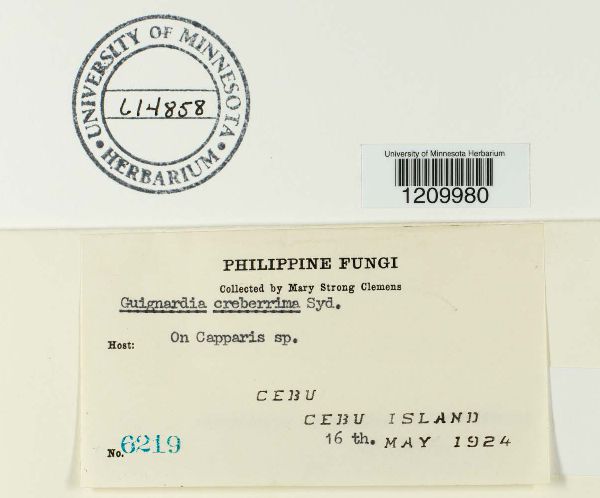 UNIVERSITY OF MINNESOTA
614858
• HERBARIUM •
University of Minnesota Herbarium
1209980
PHILIPPINE FUNGI
Collected by Mary Strong Clemens
Guignardia creberrima Syd.
Host: On Capparis sp.
CEBU
CEBU ISLAND
16 th. MAY 1924
No. 6219